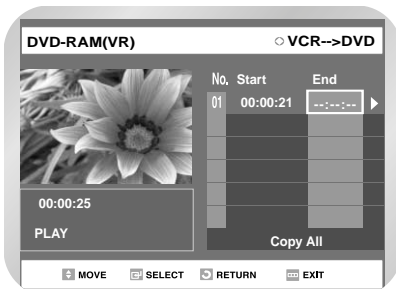 DVD-RAM(VR) VCR-->DVD
No. Start End
01 00:00:21 --:--:--
00:00:25
PLAY
Copy All
MOVE SELECT RETURN EXIT